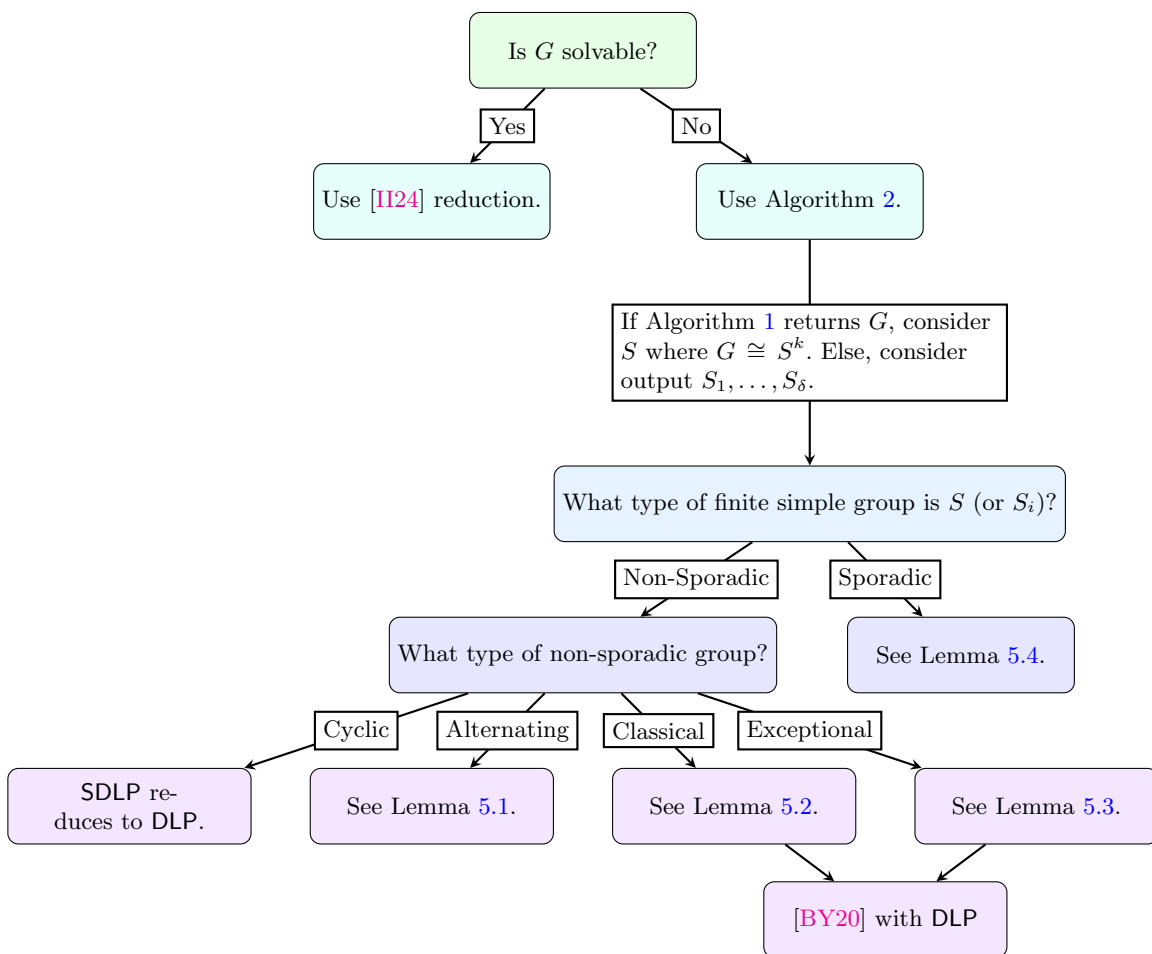 Is G solvable?
Yes
No
Use [II24] reduction.
Use Algorithm 2.
If Algorithm 1 returns G, consider
S where G ≅ S^k. Else, consider
output S_1, . . . , S_δ.
What type of finite simple group is S (or S_i)?
Non-Sporadic
Sporadic
What type of non-sporadic group?
See Lemma 5.4.
Cyclic
Alternating
Classical
Exceptional
SDLP re-
duces to DLP.
See Lemma 5.1.
See Lemma 5.2.
See Lemma 5.3.
[BY20] with DLP